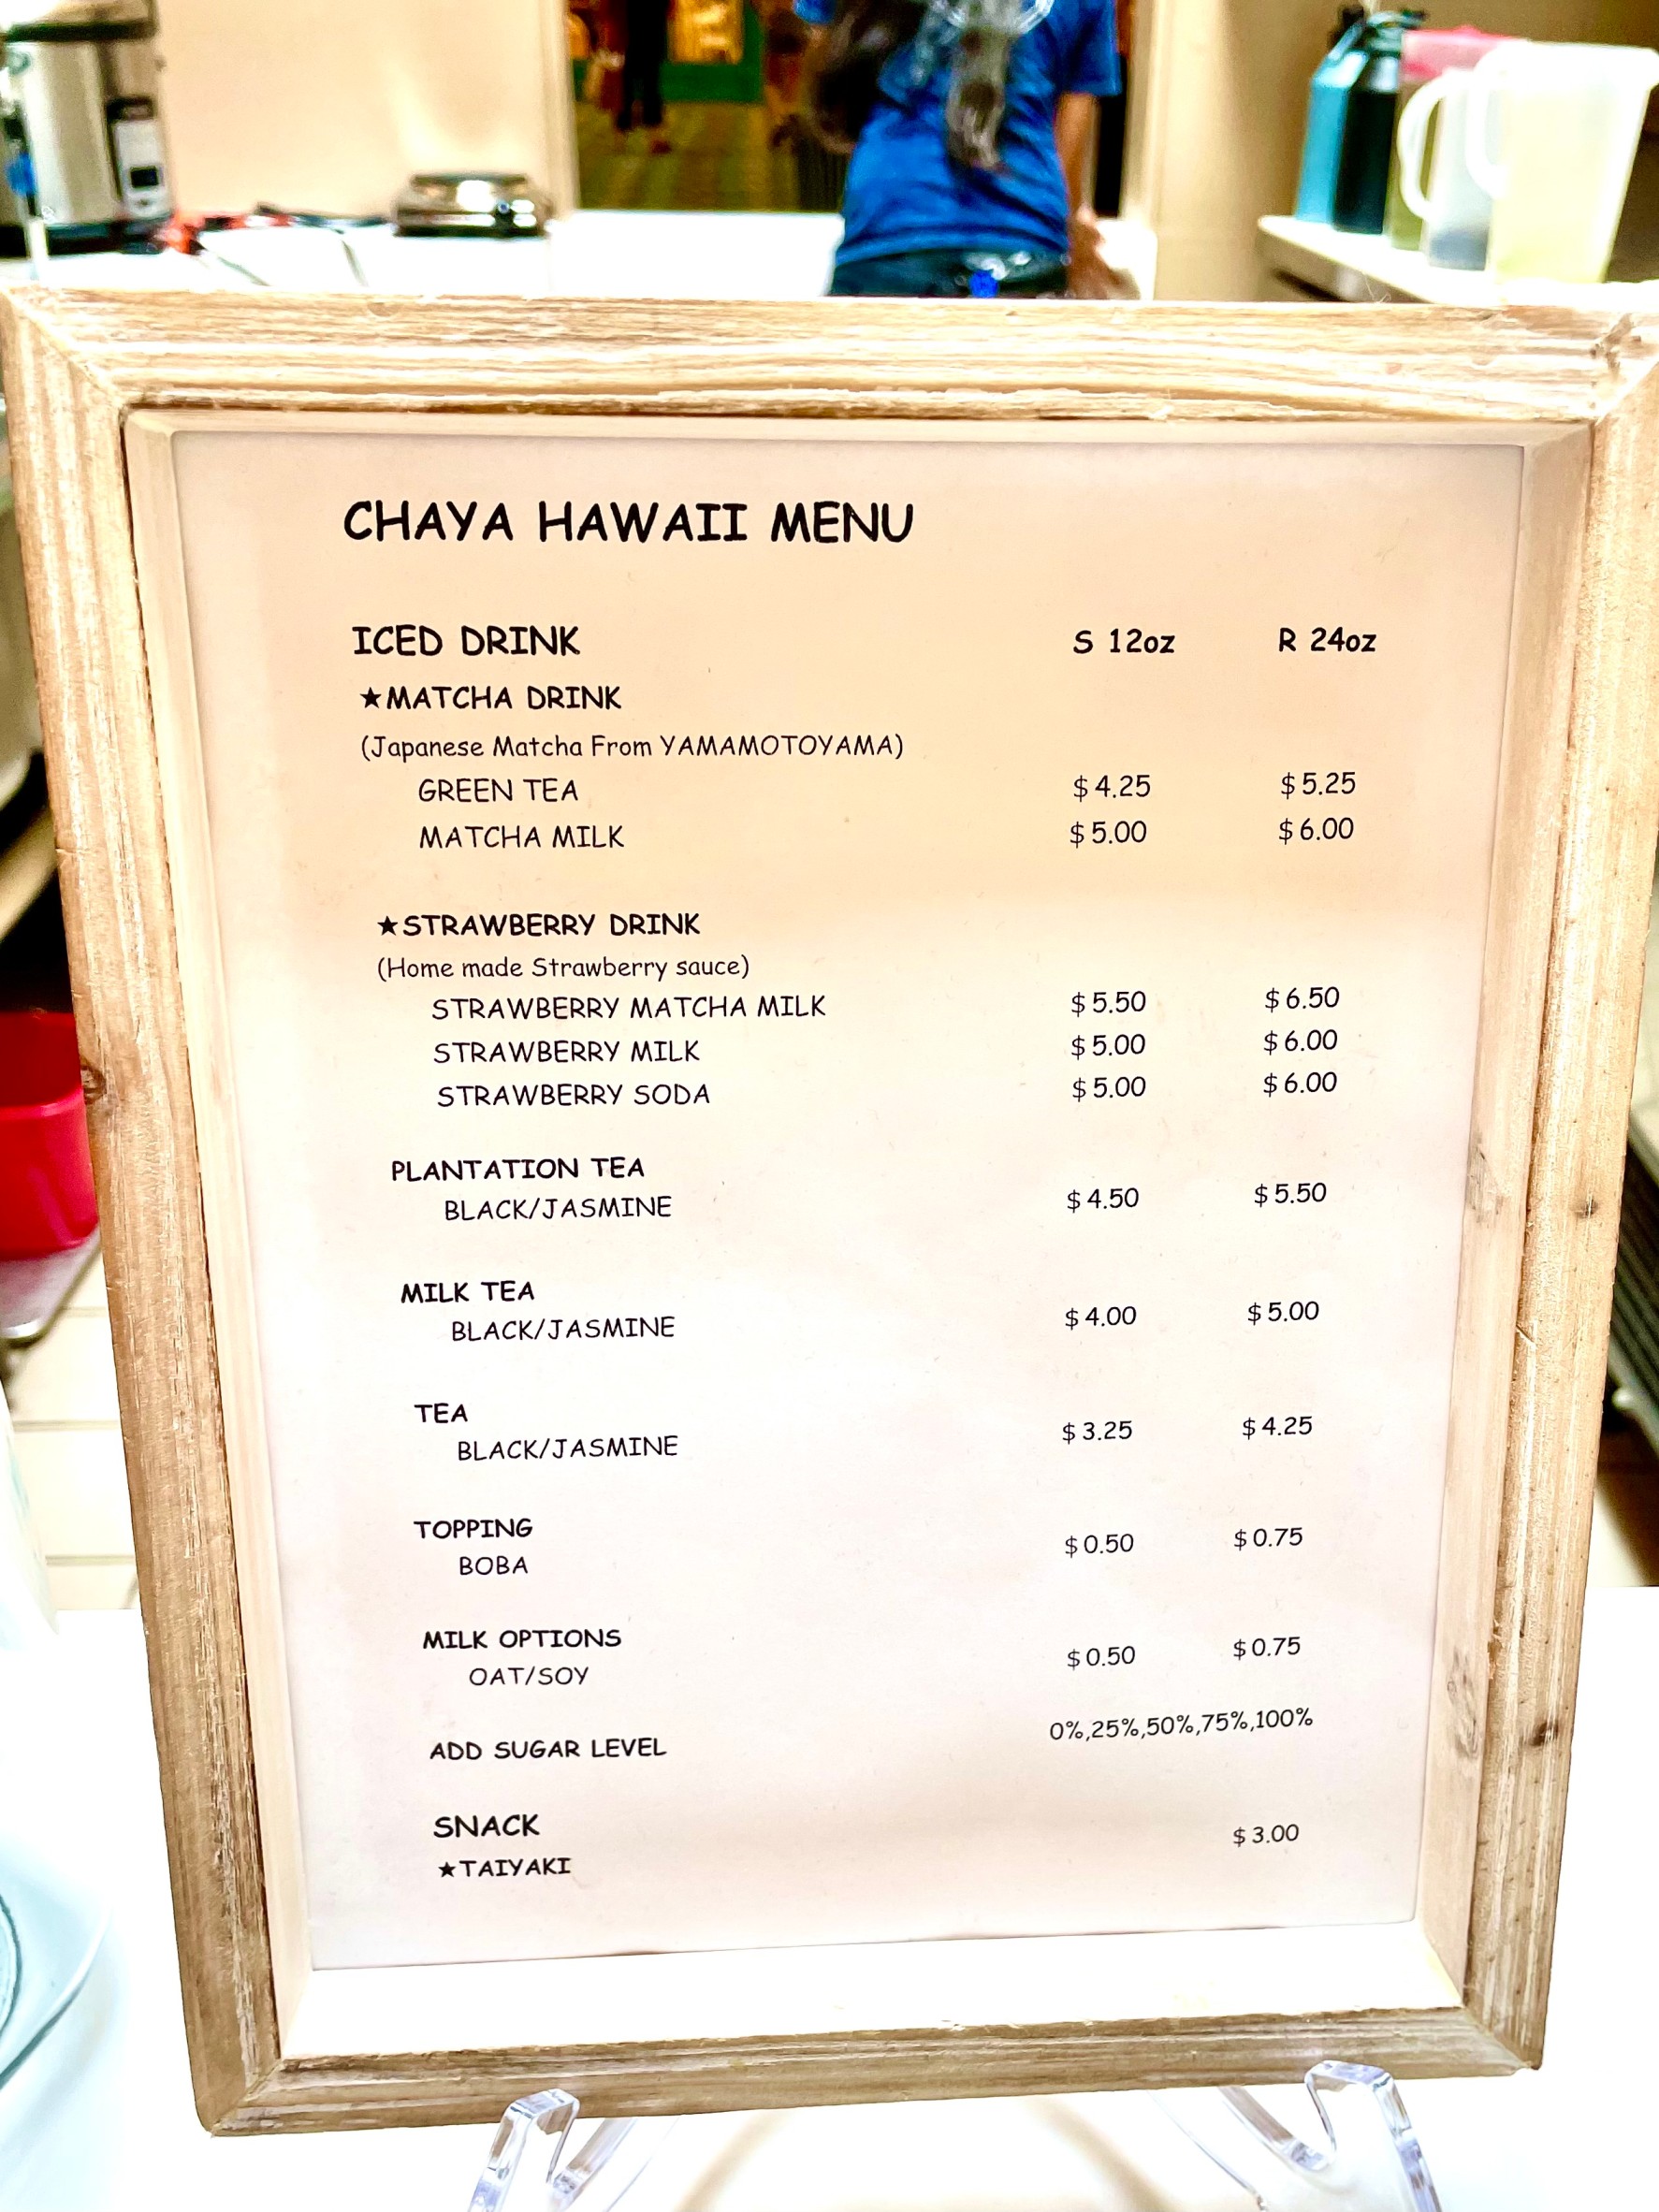 CHAYA HAWAII MENU
ICED DRINK S 12oz R 24oz
★MATCHA DRINK
(Japanese Matcha From YAMAMOTOYAMA)
GREEN TEA $4.25 $5.25
MATCHA MILK $5.00 $6.00
★STRAWBERRY DRINK
(Home made Strawberry sauce)
STRAWBERRY MATCHA MILK $5.50 $6.50
STRAWBERRY MILK $5.00 $6.00
STRAWBERRY SODA $5.00 $6.00
PLANTATION TEA
BLACK/JASMINE $4.50 $5.50
MILK TEA
BLACK/JASMINE $4.00 $5.00
TEA
BLACK/JASMINE $3.25 $4.25
TOPPING
BOBA $0.50 $0.75
MILK OPTIONS
OAT/SOY $0.50 $0.75
ADD SUGAR LEVEL 0%,25%,50%,75%,100%
SNACK
★TAIYAKI $3.00